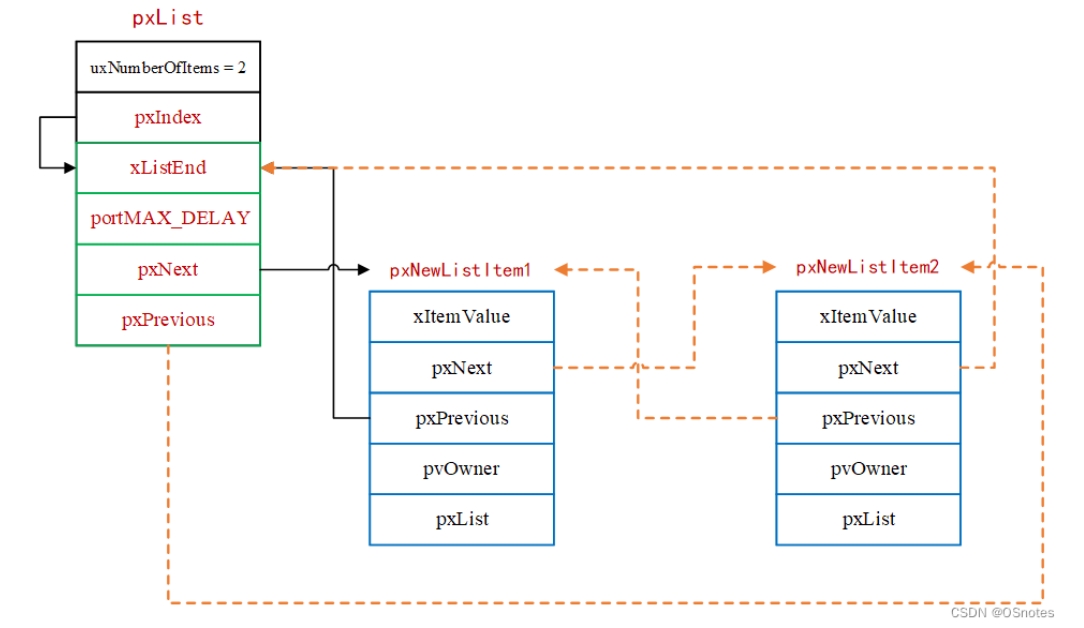 pxList
uxNumberOfItems = 2
pxIndex
xListEnd
portMAX_DELAY
pxNext
pxPrevious
pxNewListItem1
xItemValue
pxNext
pxPrevious
pvOwner
pxList
pxNewListItem2
xItemValue
pxNext
pxPrevious
pvOwner
pxList
CSDN @OSnotes